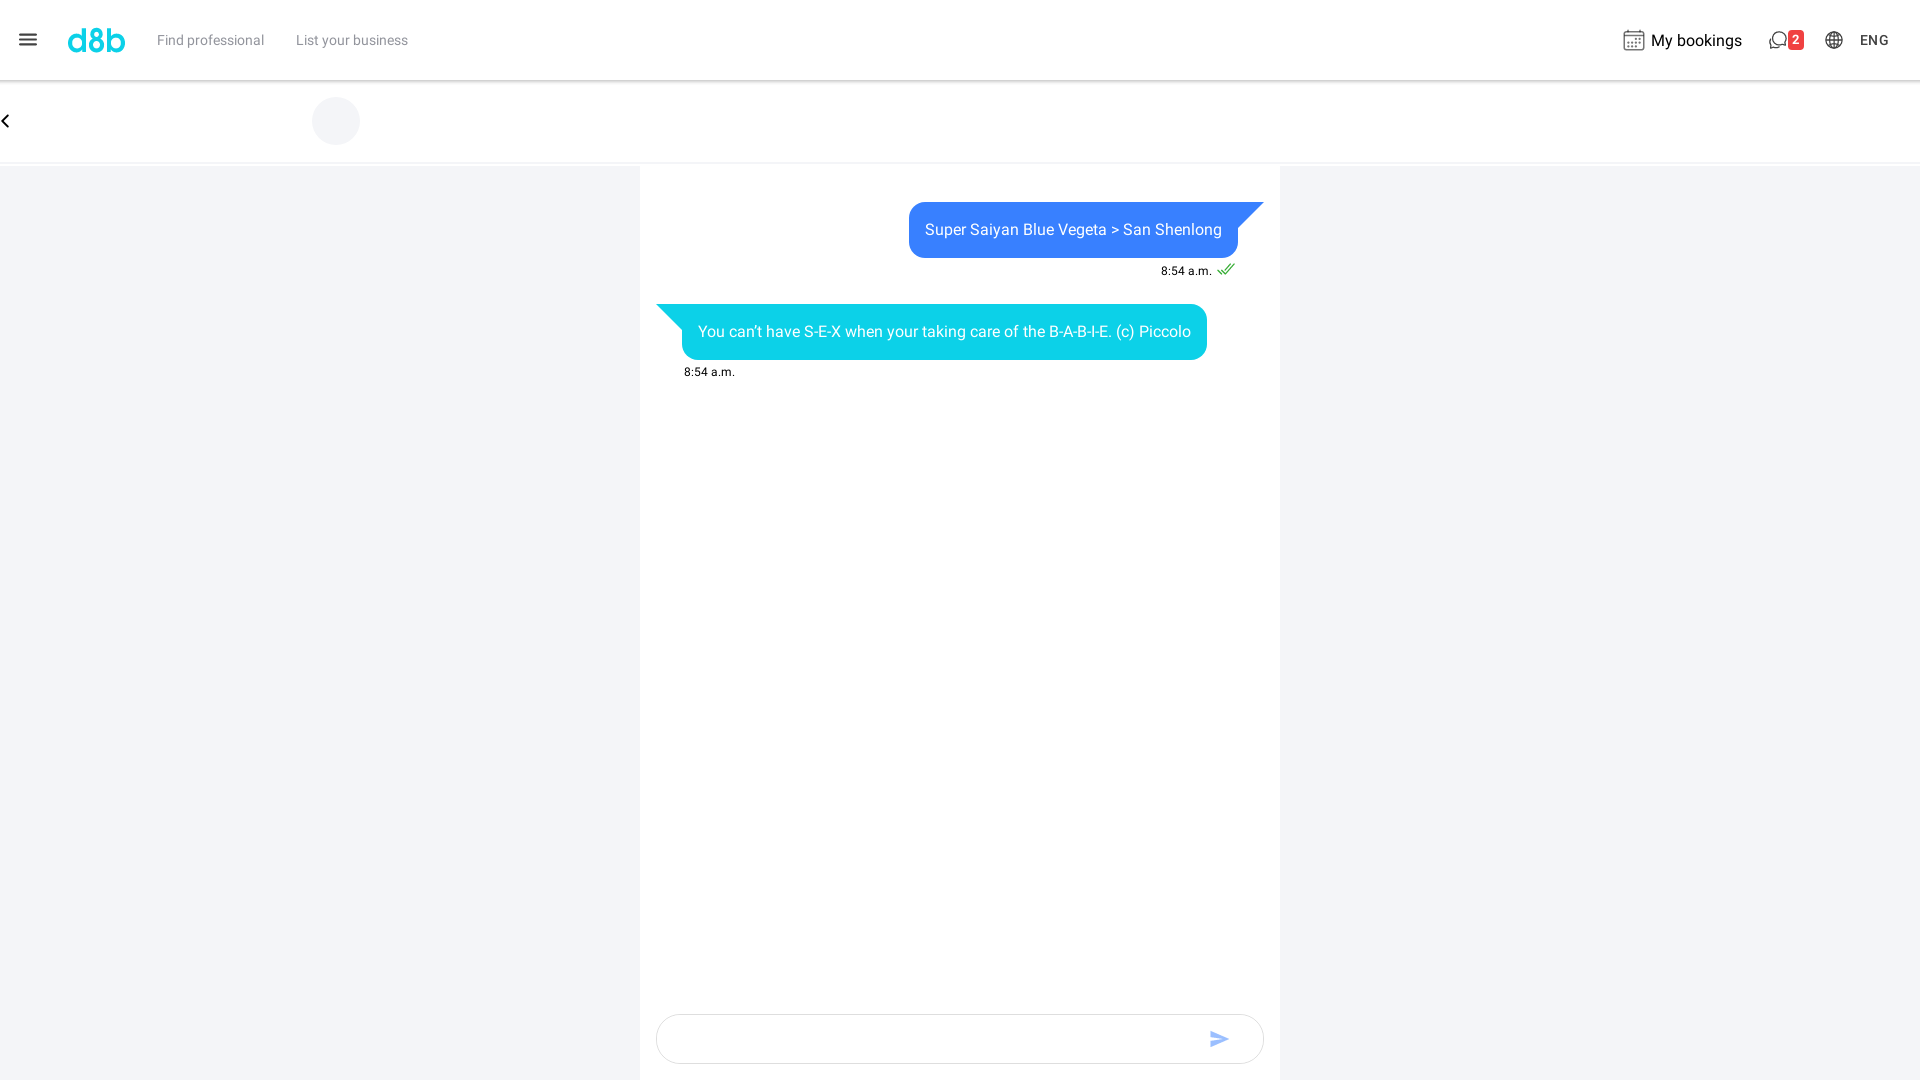 d8b
Find professional
List your business
My bookings
2
ENG
Super Saiyan Blue Vegeta > San Shenlong
8:54 a.m.
You can't have S-E-X when your taking care of the B-A-B-I-E. (c) Piccolo
8:54 a.m.